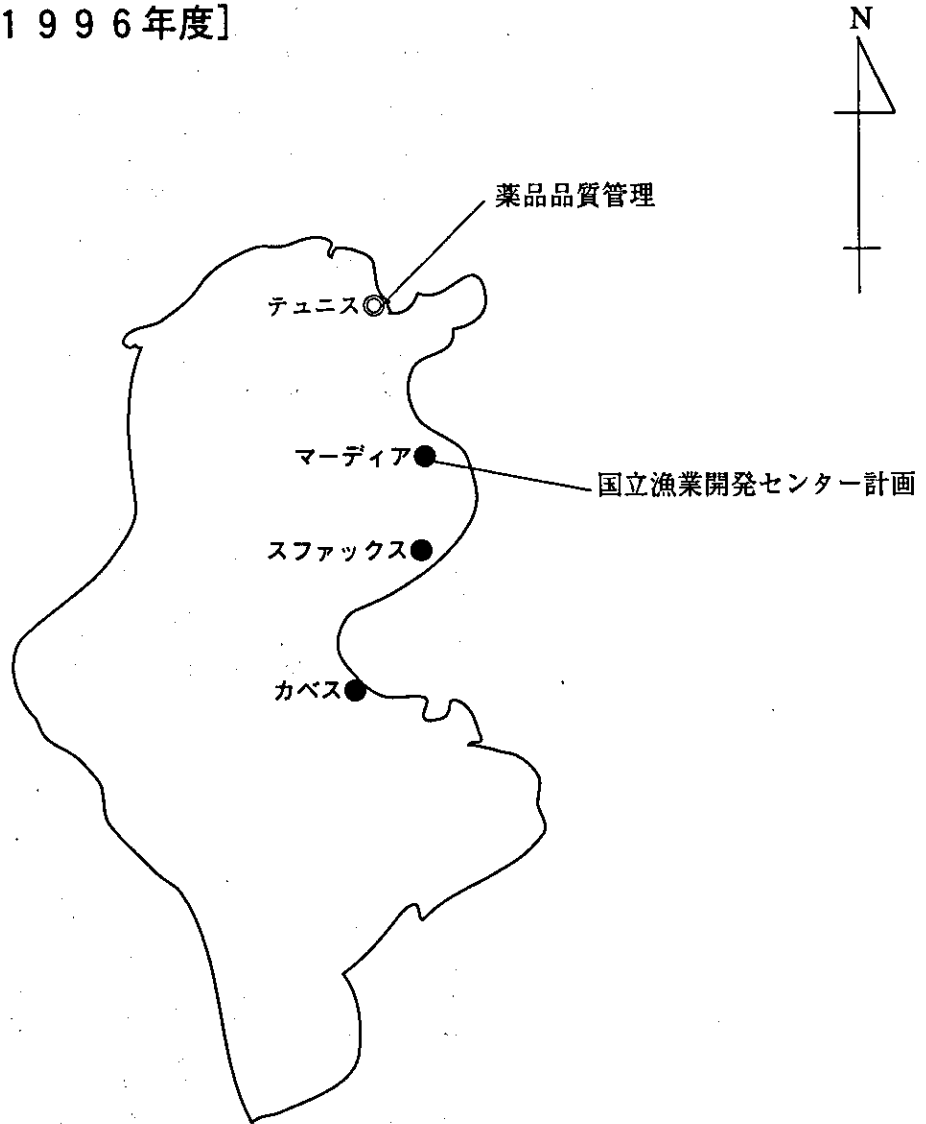 １９９６年度]
N
薬品品質管理
テュニス
マーディア
国立漁業開発センター計画
スファックス
カベス